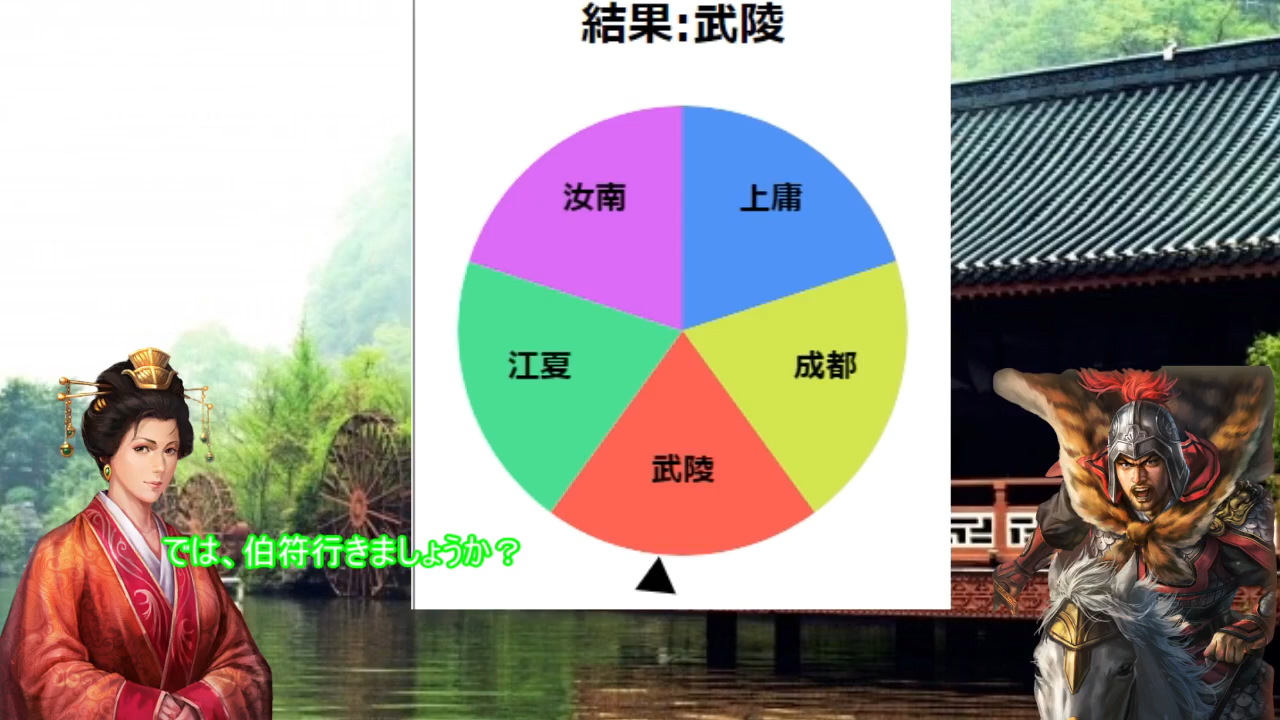 結果:武陵
汝南
上庸
江夏
成都
武陵
では、伯符行きましょうか？